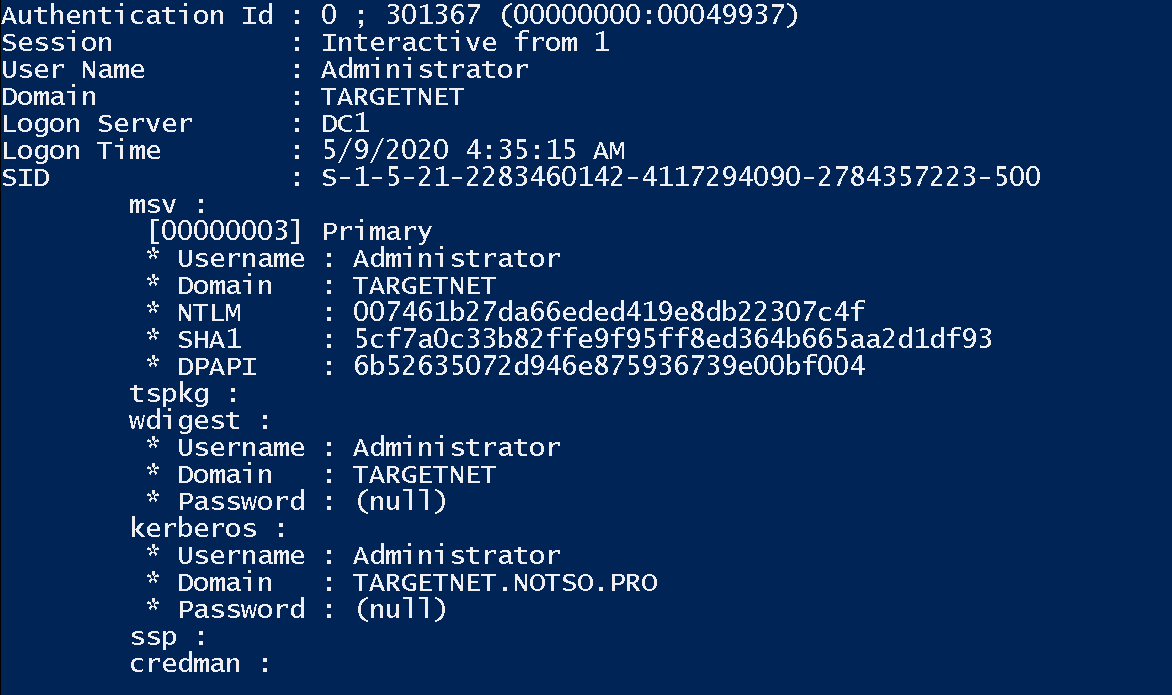 Authentication Id : 0 ; 301367 (00000000:00049937)
Session           : Interactive from 1
User Name         : Administrator
Domain            : TARGETNET
Logon Server      : DC1
Logon Time        : 5/9/2020 4:35:15 AM
SID               : S-1-5-21-2283460142-4117294090-2784357223-500
        msv :
         [00000003] Primary
         * Username : Administrator
         * Domain   : TARGETNET
         * NTLM     : 007461b27da66eded419e8db22307c4f
         * SHA1     : 5cf7a0c33b82ffe9f95ff8ed364b665aa2d1df93
         * DPAPI    : 6b52635072d946e875936739e00bf004
        tspkg :
        wdigest :
         * Username : Administrator
         * Domain   : TARGETNET
         * Password : (null)
        kerberos :
         * Username : Administrator
         * Domain   : TARGETNET.NOTSO.PRO
         * Password : (null)
        ssp :
        credman :